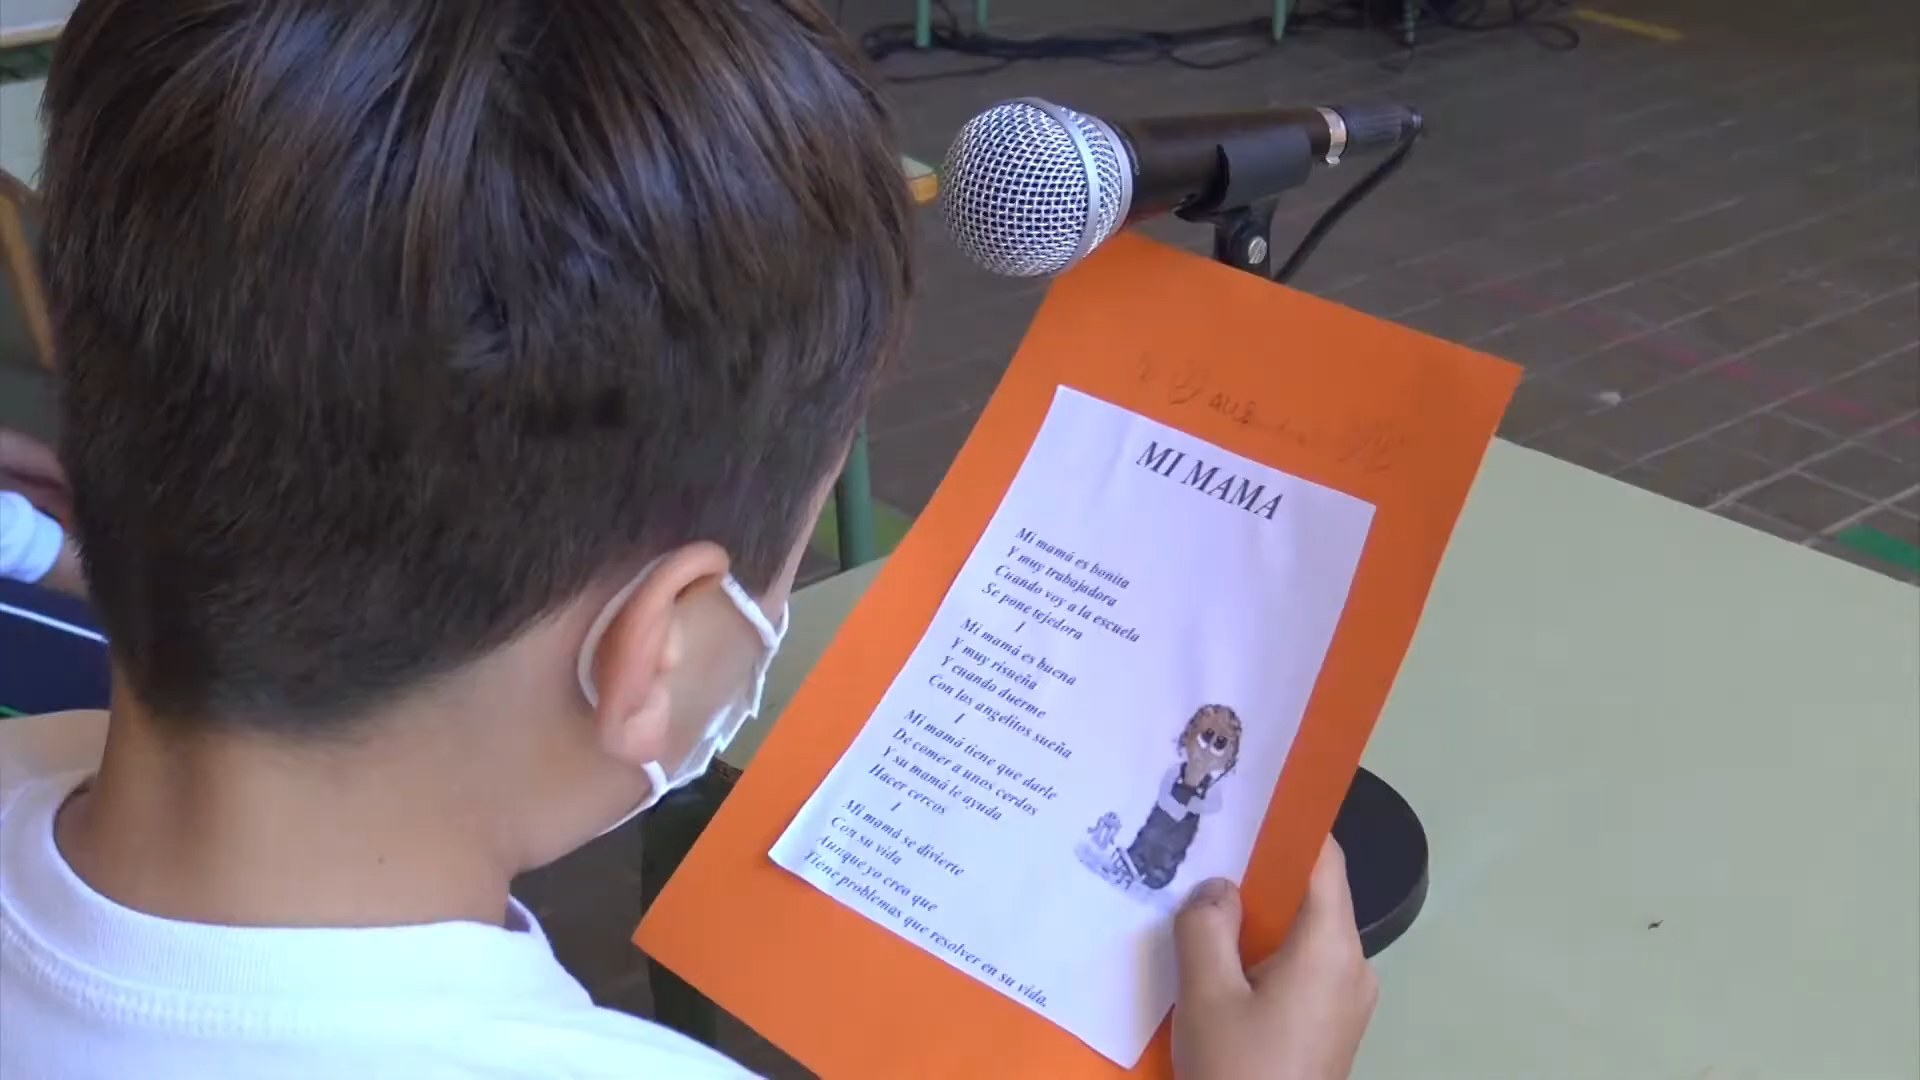 MI MAMA
Mi mamá es bonita
Y muy trabajadora
Cuando voy a la escuela
Se pone tejedora
I
Mi mamá es buena
Y muy risueña
Y cuando duerme
Con los angelitos sueña
I
Mi mamá tiene que darle
De comer a unos cerdos
Y su mamá le ayuda
Hacer cercos
I
Mi mamá se divierte
Con su vida
Aunque yo creo que
Tiene problemas que resolver en su vida.